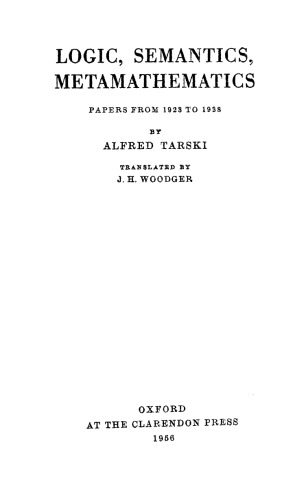 LOGIC, SEMANTICS,
METAMATHEMATICS
PAPERS FROM 1923 TO 1938
BY
ALFRED TARSKI
TRANSLATED BY
J. H. WOODGER
OXFORD
AT THE CLARENDON PRESS
1956